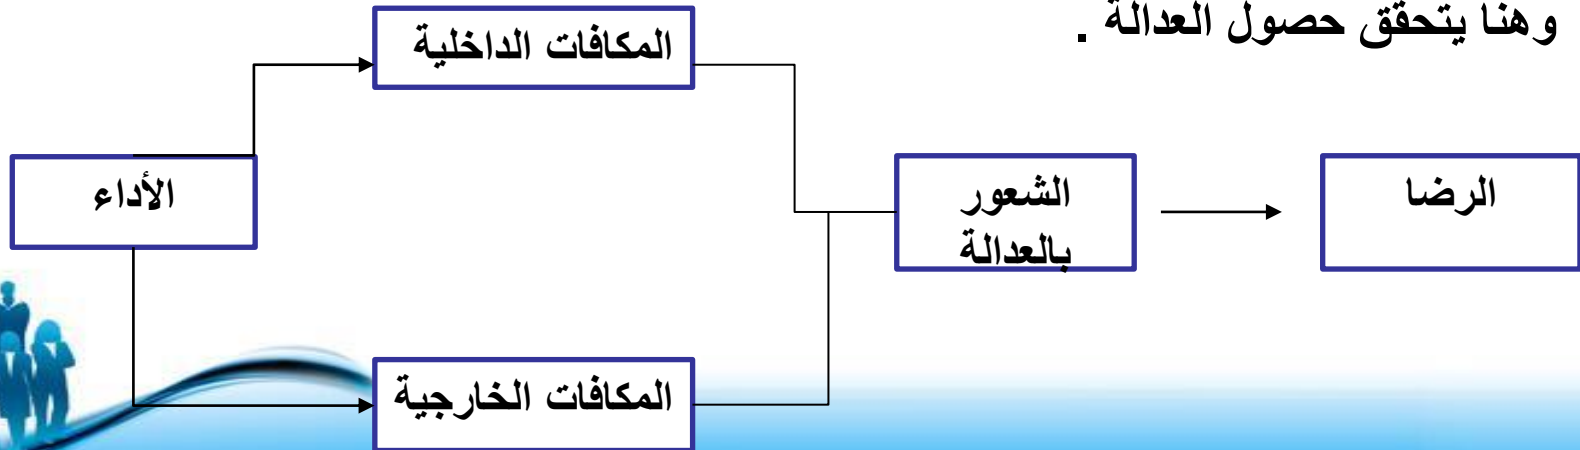 وهنا يتحقق حصول العدالة .
المكافات الداخلية
الأداء
الشعور
بالعدالة
الرضا
المكافات الخارجية